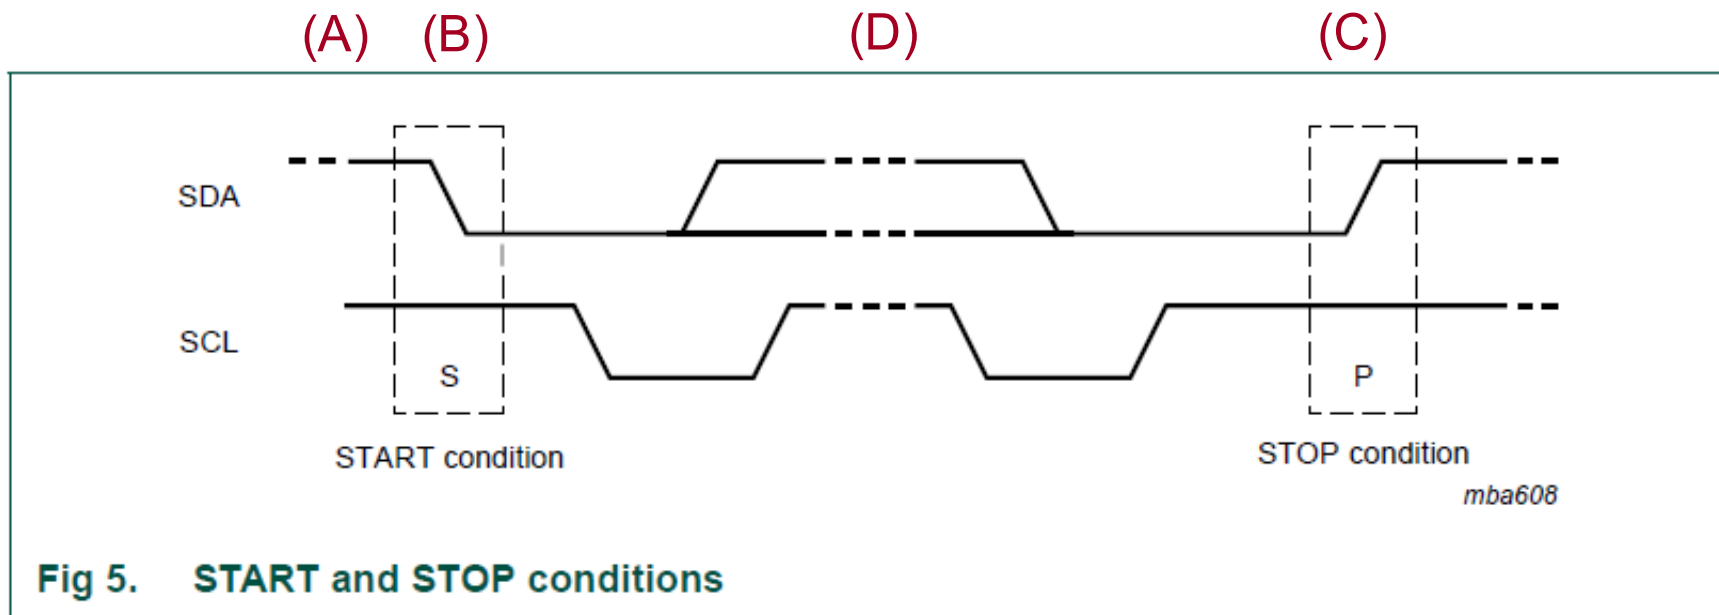 (A) (B) (D) (C)
SDA
SCL
S P
START condition STOP condition
mba608
Fig 5. START and STOP conditions